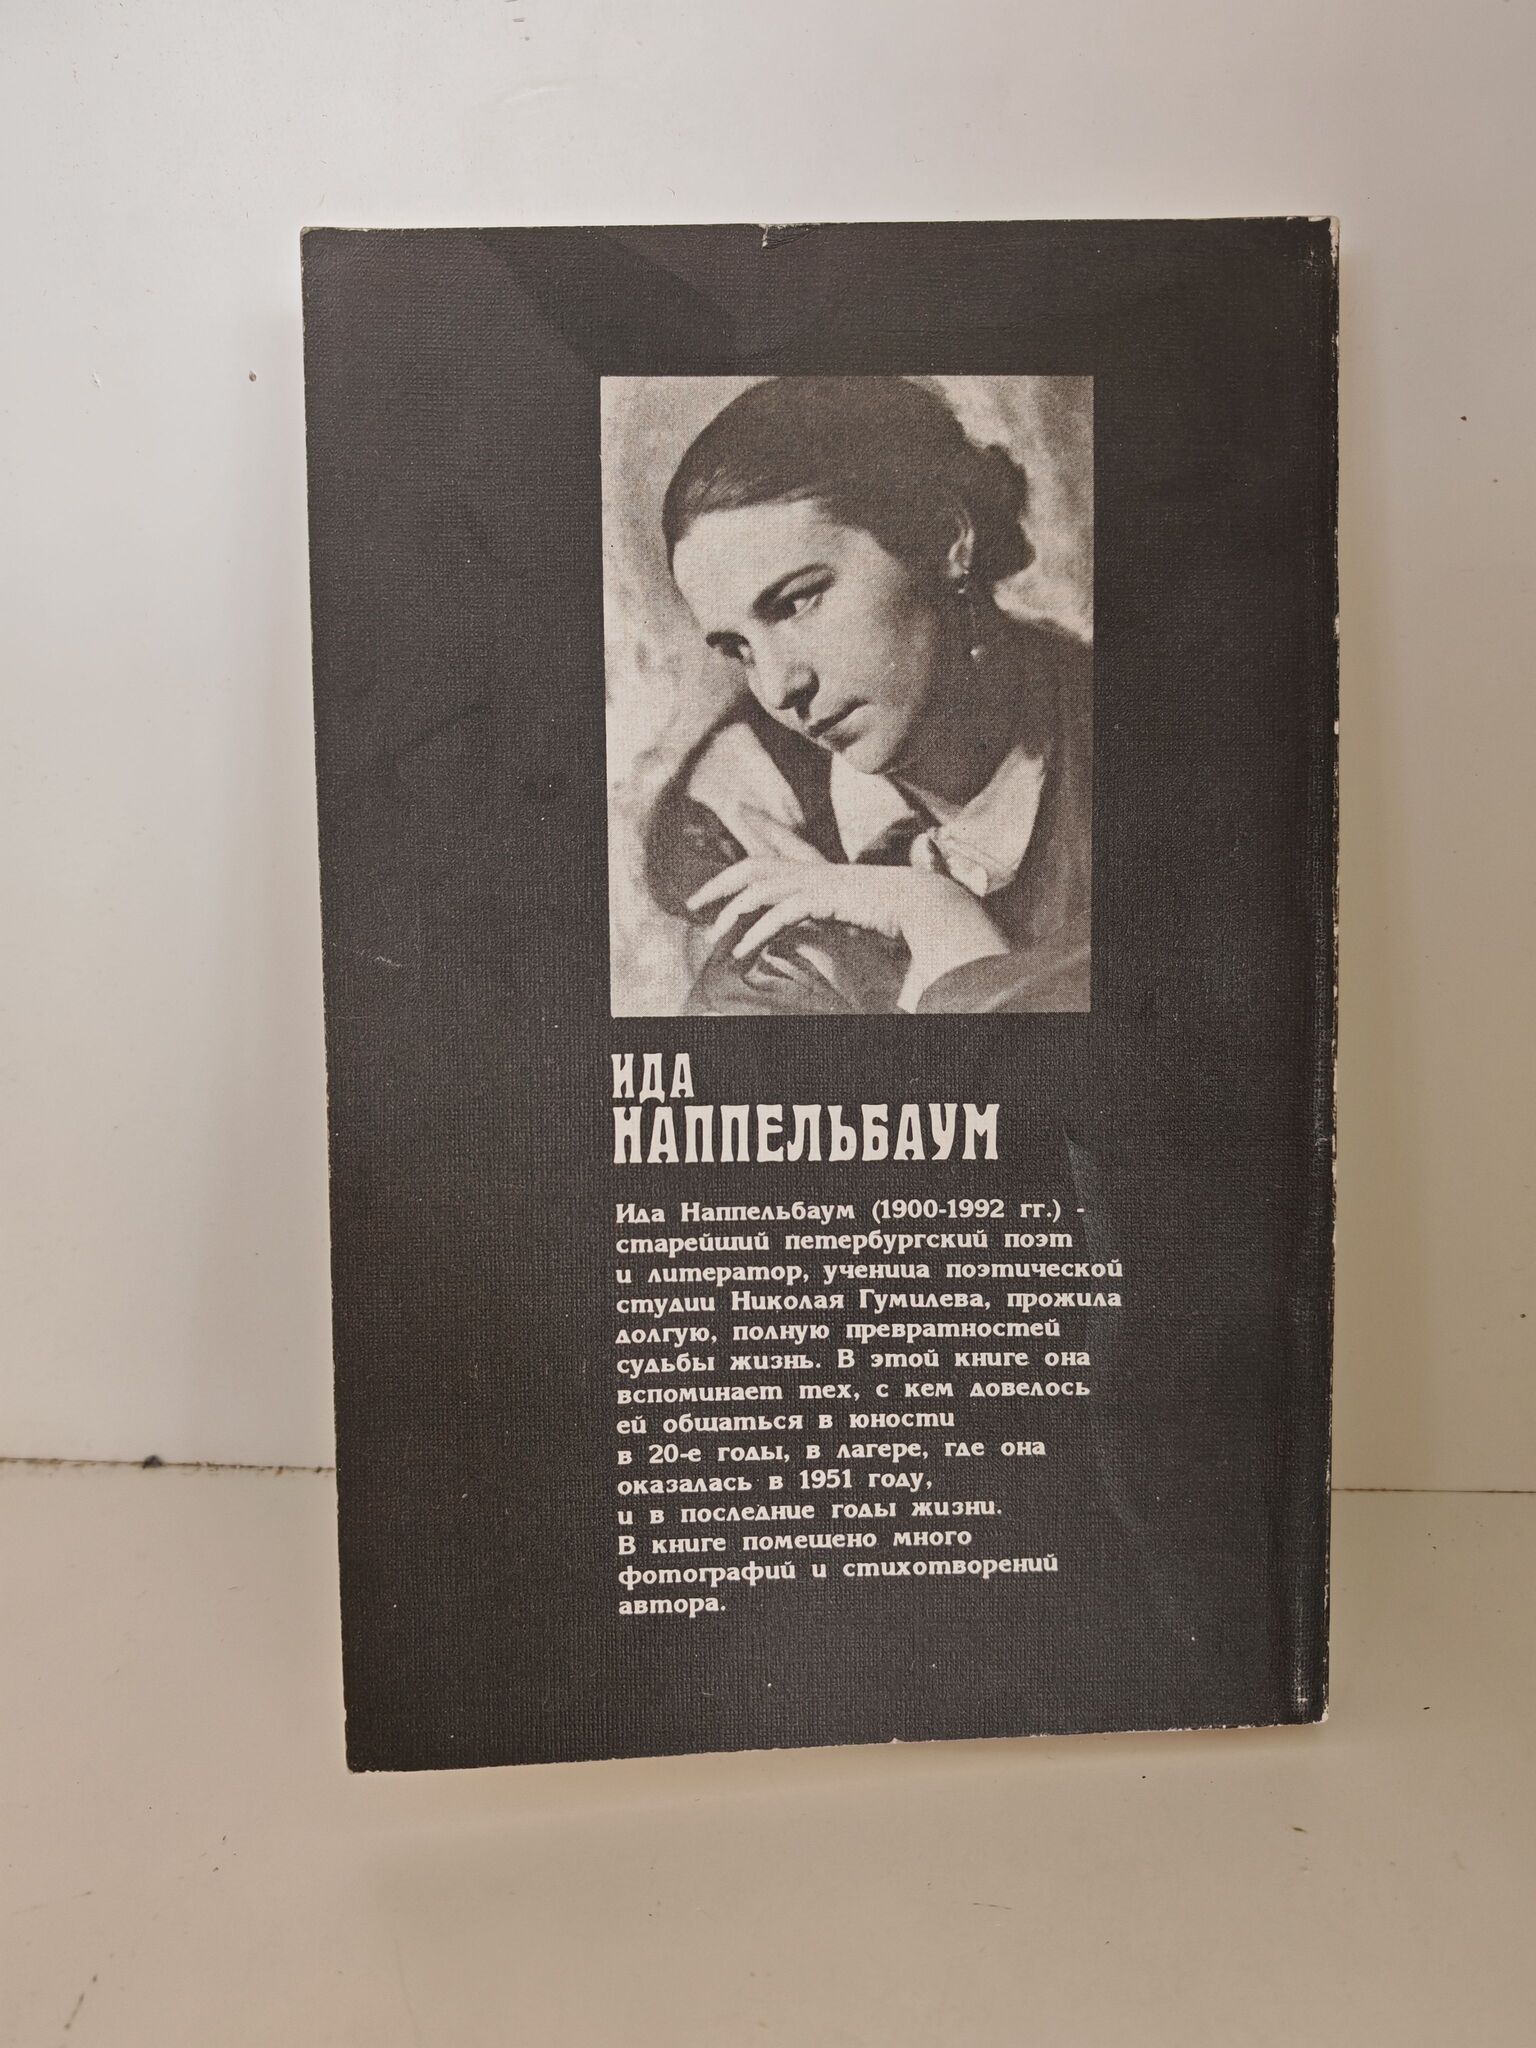 ИДА
НАППЕЛЬБАУМ
Ида Наппельбаум (1900-1992 гг.) -
старейший петербургский поэт
и литератор, ученица поэтической
студии Николая Гумилева, прожила
долгую, полную превратностей
судьбы жизнь. В этой книге она
вспоминает тех, с кем довелось
ей общаться в юности
в 20-е годы, в лагере, где она
оказалась в 1951 году,
и в последние годы жизни.
В книге помещено много
фотографий и стихотворений
автора.